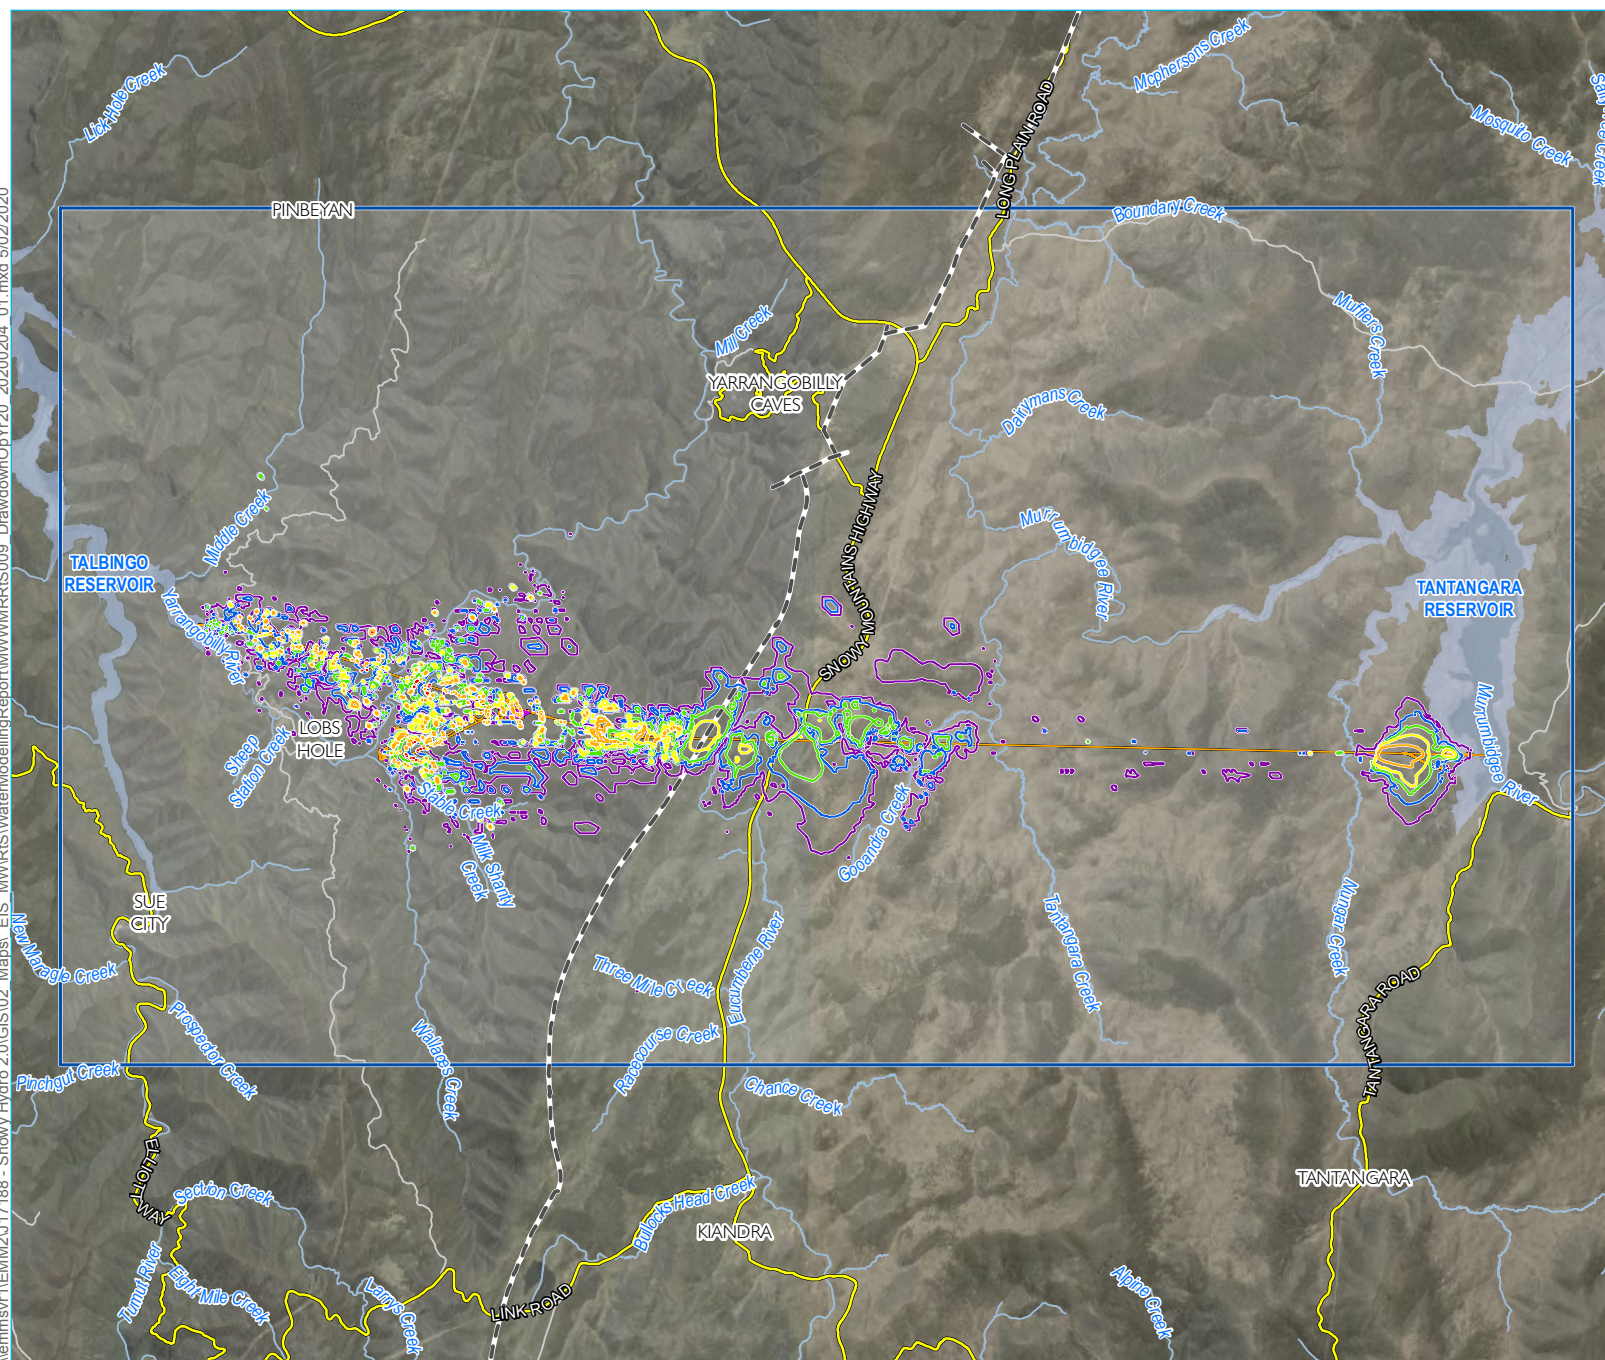 Lick Hole Creek
Mcphersons Creek
Mosquito Creek
LONG PLAIN ROAD
PINBEYAN
Boundary Creek
Mufflers Creek
Mill Creek
YARRANGOBILLY
CAVES
Dairymans Creek
SNOWY MOUNTAINS HIGHWAY
Murrumbidgee River
Middle Creek
TALBINGO
RESERVOIR
TANTANGARA
RESERVOIR
Yarrangobilly River
LOBS
HOLE
Sheep
Station Creek
Stable Creek
Milk Shanty
Creek
Gooandra Creek
Murrumbidgee River
SUE
CITY
New Maragle Creek
Three Mile Creek
Eucumbene River
Tantangara Creek
Nungar Creek
TANTANGARA ROAD
Prospector Creek
Wallaces Creek
Racecourse Creek
Pinchgut Creek
Chance Creek
ELLIOTT
WAY
Section Creek
Bullocks Head Creek
KIANDRA
TANTANGARA
Tumut River
Eight Mile Creek
Larrys Creek
LINK ROAD
Alpine Creek